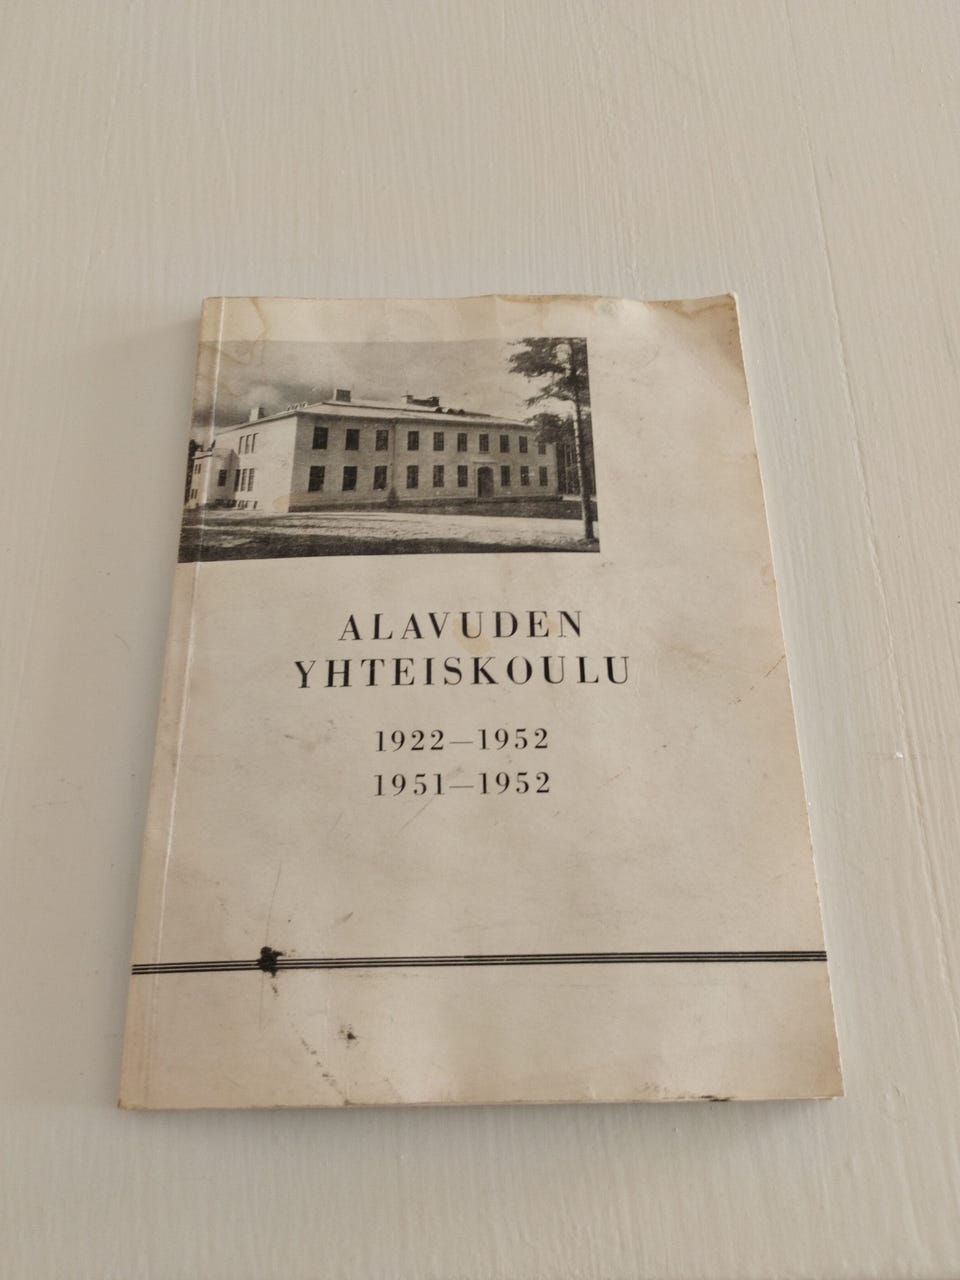 ALAVUDEN
YHTEISKOULU
1922—1952
1951—1952